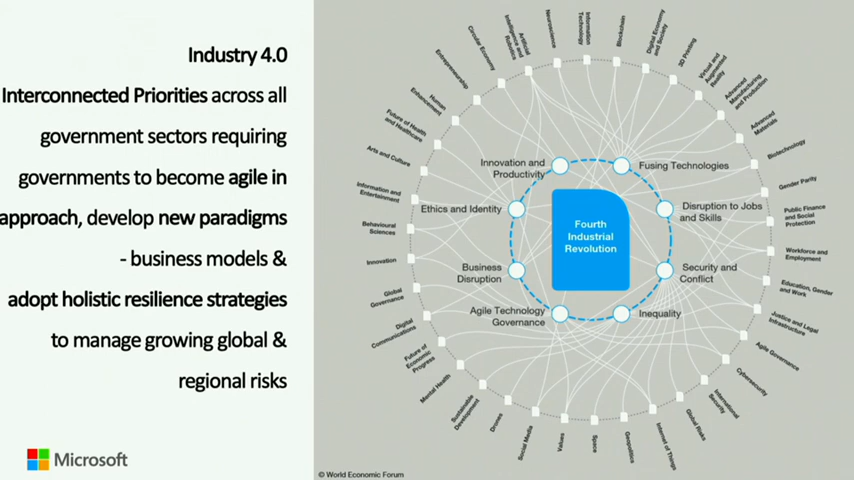 Industry 4.0
Interconnected Priorities across all
government sectors requiring
governments to become agile in
approach, develop new paradigms
- business models &
adopt holistic resilience strategies
to manage growing global &
regional risks
Microsoft
Fourth
Industrial
Revolution
Innovation and
Productivity
Fusing Technologies
Ethics and Identity
Disruption to Jobs
and Skills
Business
Disruption
Security and
Conflict
Agile Technology
Governance
Inequality
Information
Technology
Blockchain
Digital Economy
and Society
3D Printing
Virtual and
Augmented
Reality
Advanced
Manufacturing
and Production
Advanced
Materials
Biotechnology
Gender Parity
Public Finance
and Social
Protection
Workforce and
Employment
Education, Gender
and Work
Justice and Legal
Infrastructure
Agile Governance
Cybersecurity
International
Security
Global Risks
Internet of Things
Geopolitics
Space
Values
Social Media
Drones
Sustainable
Development
Mental Health
Future of
Economic
Progress
Digital
Communications
Global
Governance
Innovation
Behavioural
Sciences
Information and
Entertainment
Arts and Culture
Future of Health
and Healthcare
Human
Enhancement
Entrepreneurship
Circular Economy
Artificial
Intelligence and
Robotics
Neuroscience
© World Economic Forum